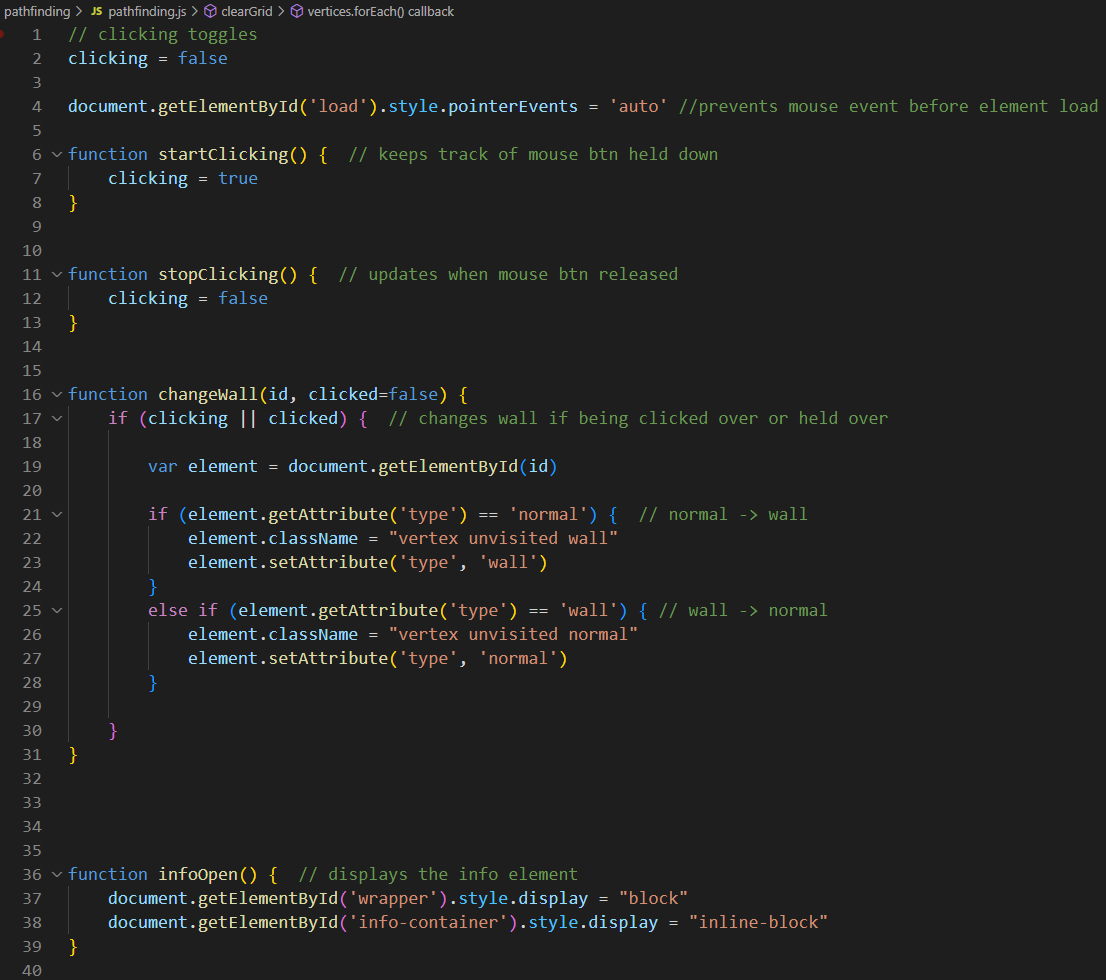 pathfinding > JS pathfinding.js > clearGrid > vertices.forEach() callback
1 // clicking toggles
2 clicking = false
3
4 document.getElementById('load').style.pointerEvents = 'auto' //prevents mouse event before element load
5
6 function startClicking() {  // keeps track of mouse btn held down
7     clicking = true
8 }
9
10
11 function stopClicking() {  // updates when mouse btn released
12     clicking = false
13 }
14
15
16 function changeWall(id, clicked=false) {
17     if (clicking || clicked) {  // changes wall if being clicked over or held over
18
19         var element = document.getElementById(id)
20
21         if (element.getAttribute('type') == 'normal') {  // normal -> wall
22             element.className = "vertex unvisited wall"
23             element.setAttribute('type', 'wall')
24         }
25         else if (element.getAttribute('type') == 'wall') { // wall -> normal
26             element.className = "vertex unvisited normal"
27             element.setAttribute('type', 'normal')
28         }
29
30     }
31 }
32
33
34
35
36 function infoOpen() {  // displays the info element
37     document.getElementById('wrapper').style.display = "block"
38     document.getElementById('info-container').style.display = "inline-block"
39 }
40